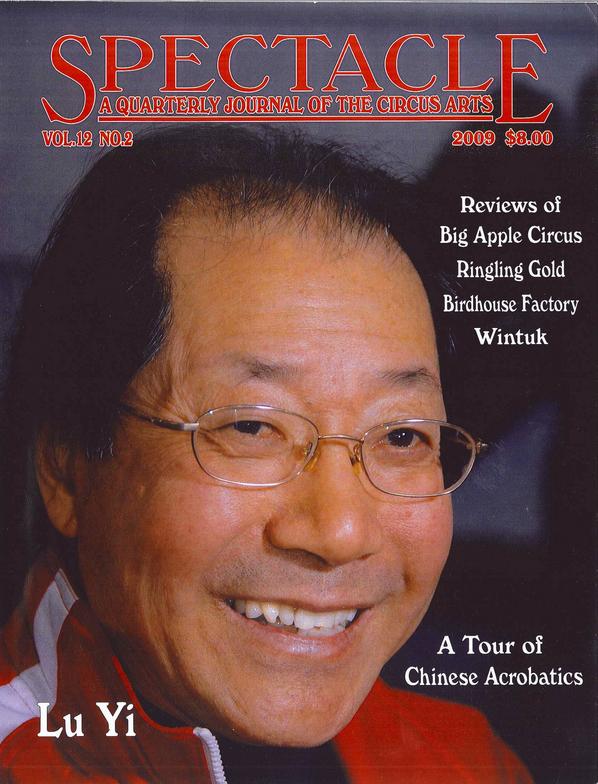 SPECTACLE
A QUARTERLY JOURNAL OF THE CIRCUS ARTS
VOL.12 NO.2 2009 $8.00
Reviews of
Big Apple Circus
Ringling Gold
Birdhouse Factory
Wintuk
A Tour of
Chinese Acrobatics
Lu Yi